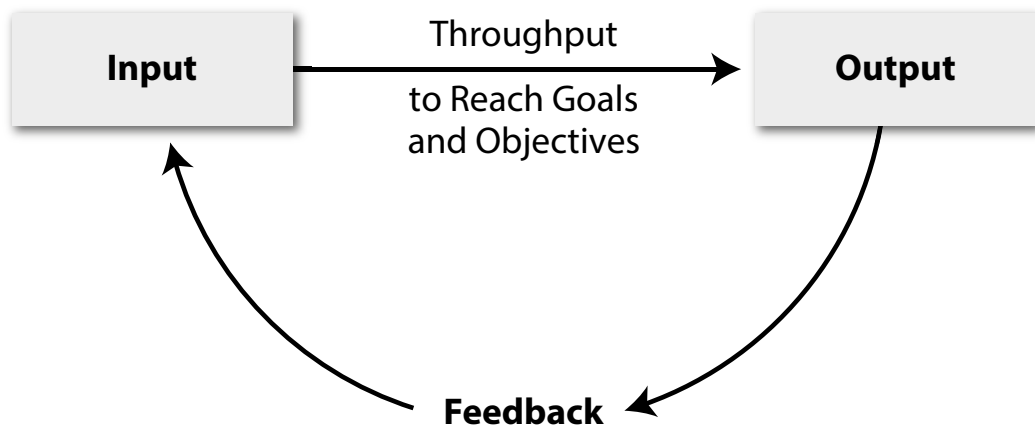 Input
Throughput
to Reach Goals
and Objectives
Output
Feedback